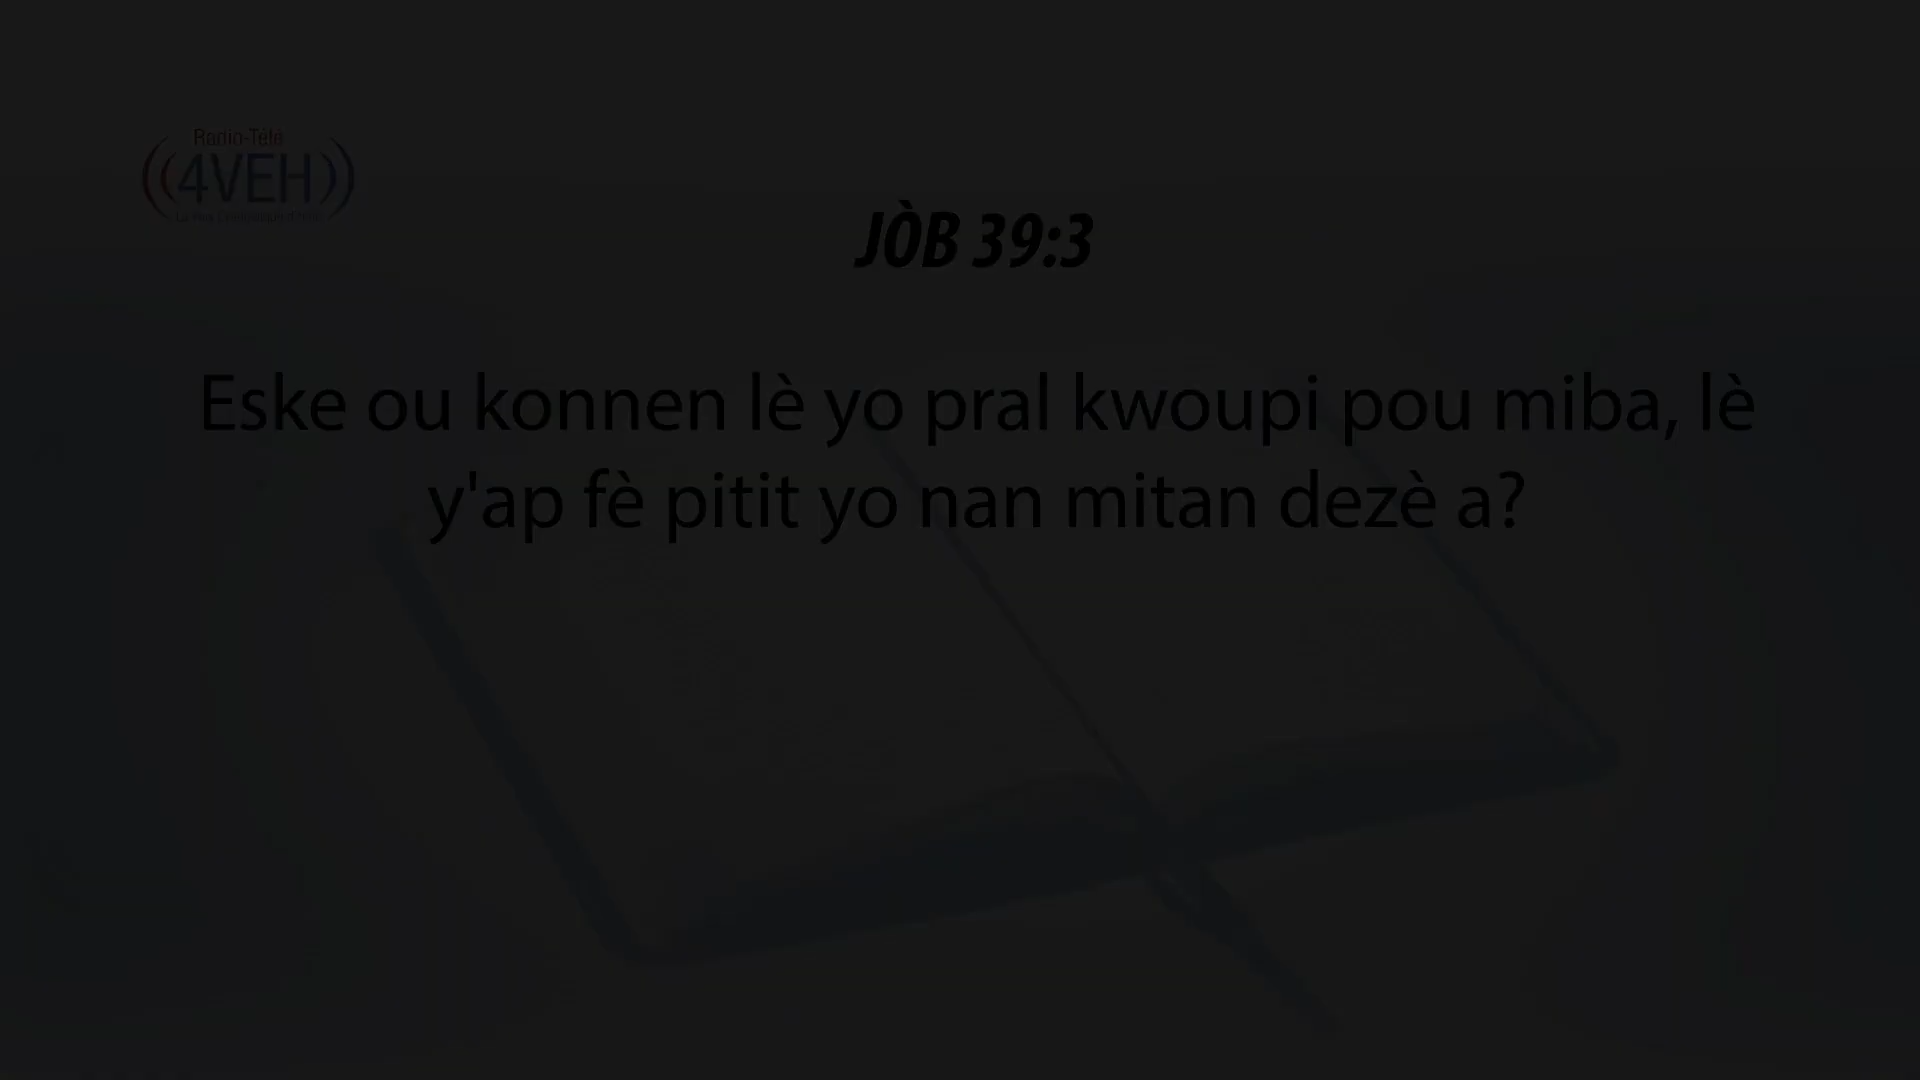 Radio-Télé
4VEH
JÒB 39:3
Eske ou konnen lè yo pral kwoupi pou miba, lè
y'ap fè pitit yo nan mitan dezè a?